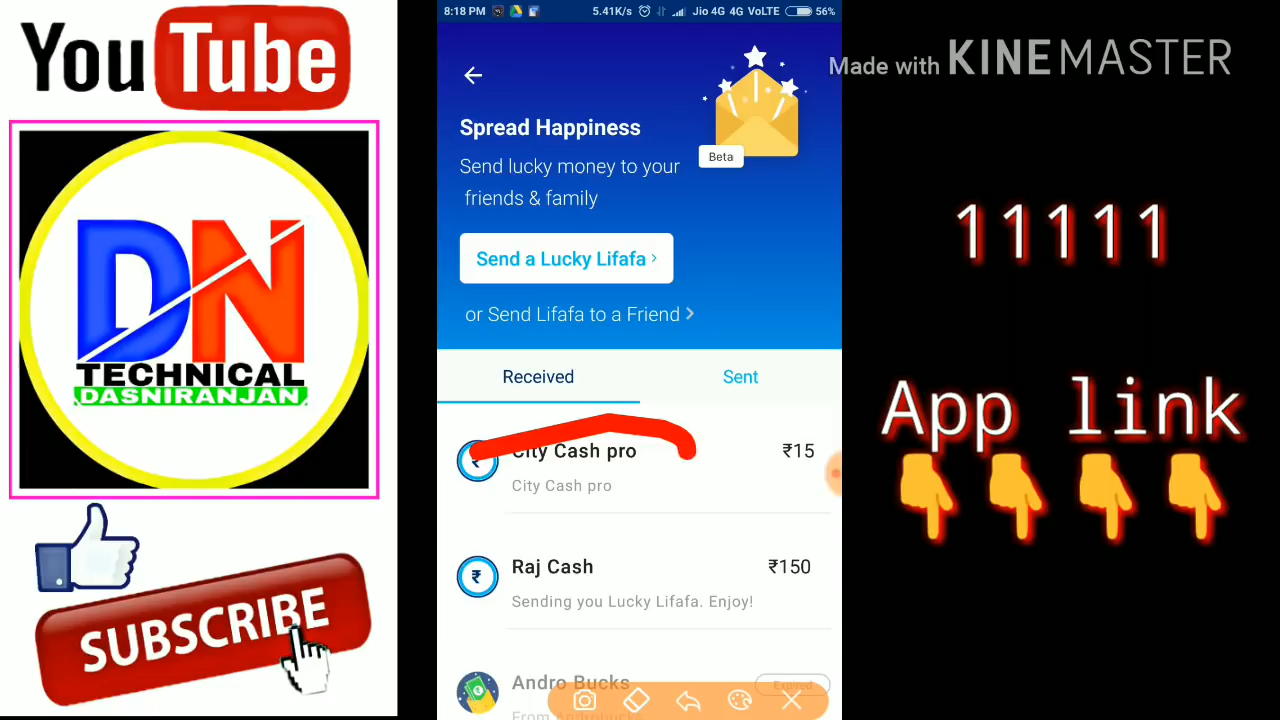 YouTube
DN
TECHNICAL
DASNIRANJAN
SUBSCRIBE
8:18 PM 5.41K/s Jio 4G 4G VoLTE 56%
Spread Happiness
Beta
Send lucky money to your
friends & family
Send a Lucky Lifafa >
or Send Lifafa to a Friend >
Received Sent
City Cash pro ₹15
City Cash pro
Raj Cash ₹150
Sending you Lucky Lifafa. Enjoy!
Andro Bucks Expired
From Androbucks
Made with KINEMASTER
11111
App link